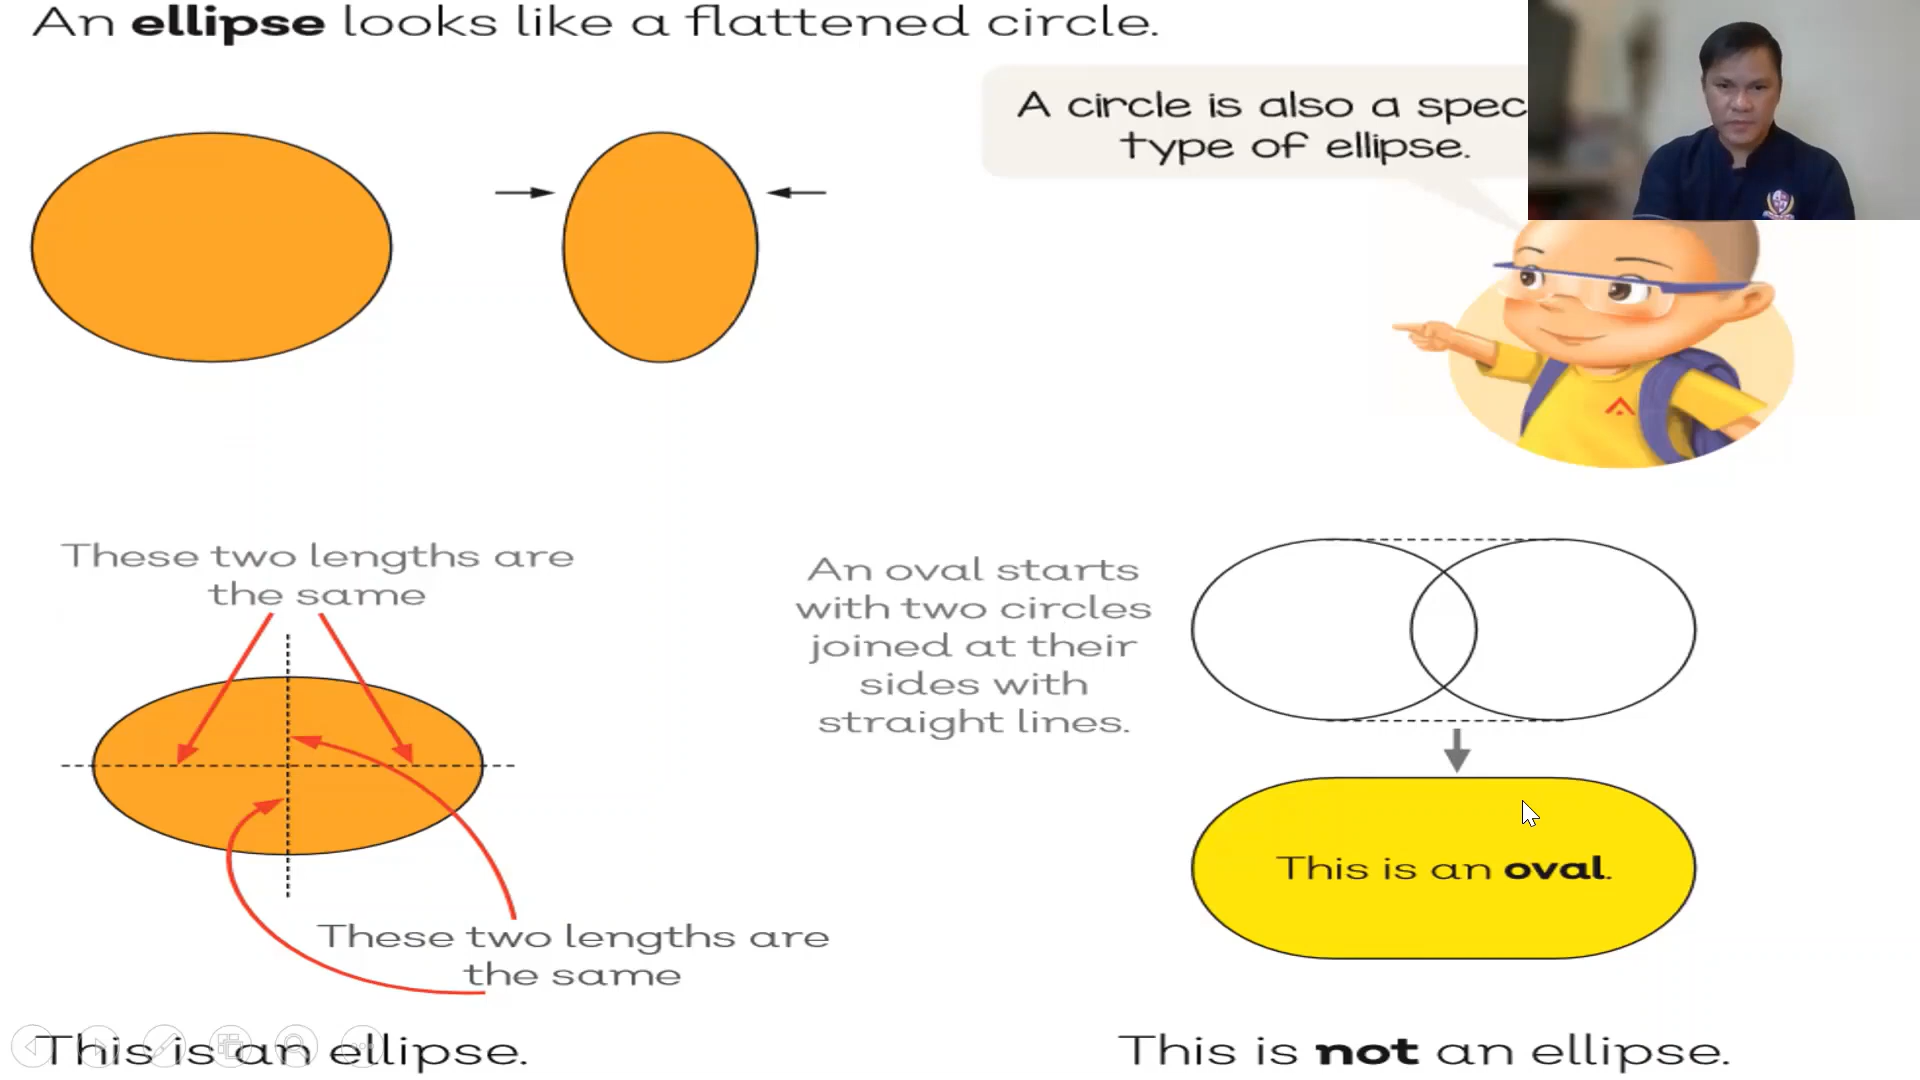 An ellipse looks like a flattened circle.
A circle is also a spec
type of ellipse.
These two lengths are
the same
An oval starts
with two circles
joined at their
sides with
straight lines.
This is an oval.
These two lengths are
the same
This is an ellipse.
This is not an ellipse.